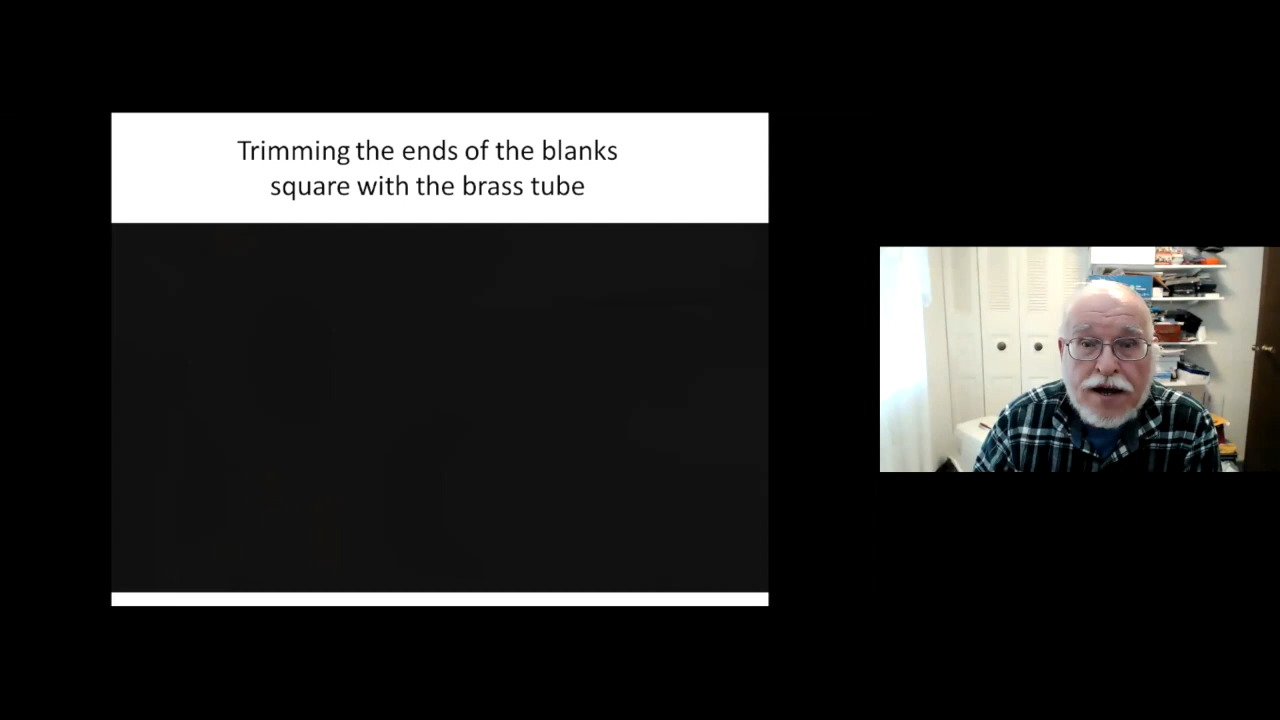 Trimming the ends of the blanks
square with the brass tube